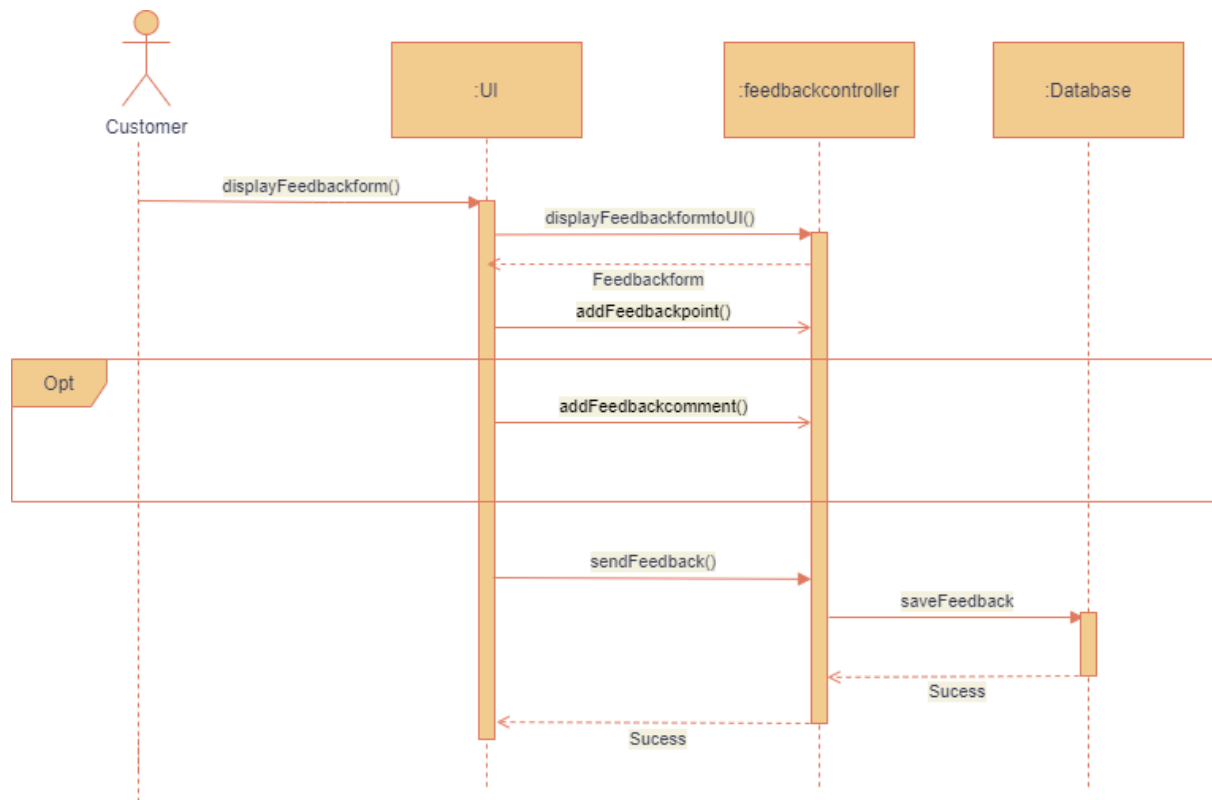 Customer
:UI
:feedbackcontroller
:Database
displayFeedbackform()
displayFeedbackformtoUI()
Feedbackform
addFeedbackpoint()
Opt
addFeedbackcomment()
sendFeedback()
saveFeedback
Sucess
Sucess